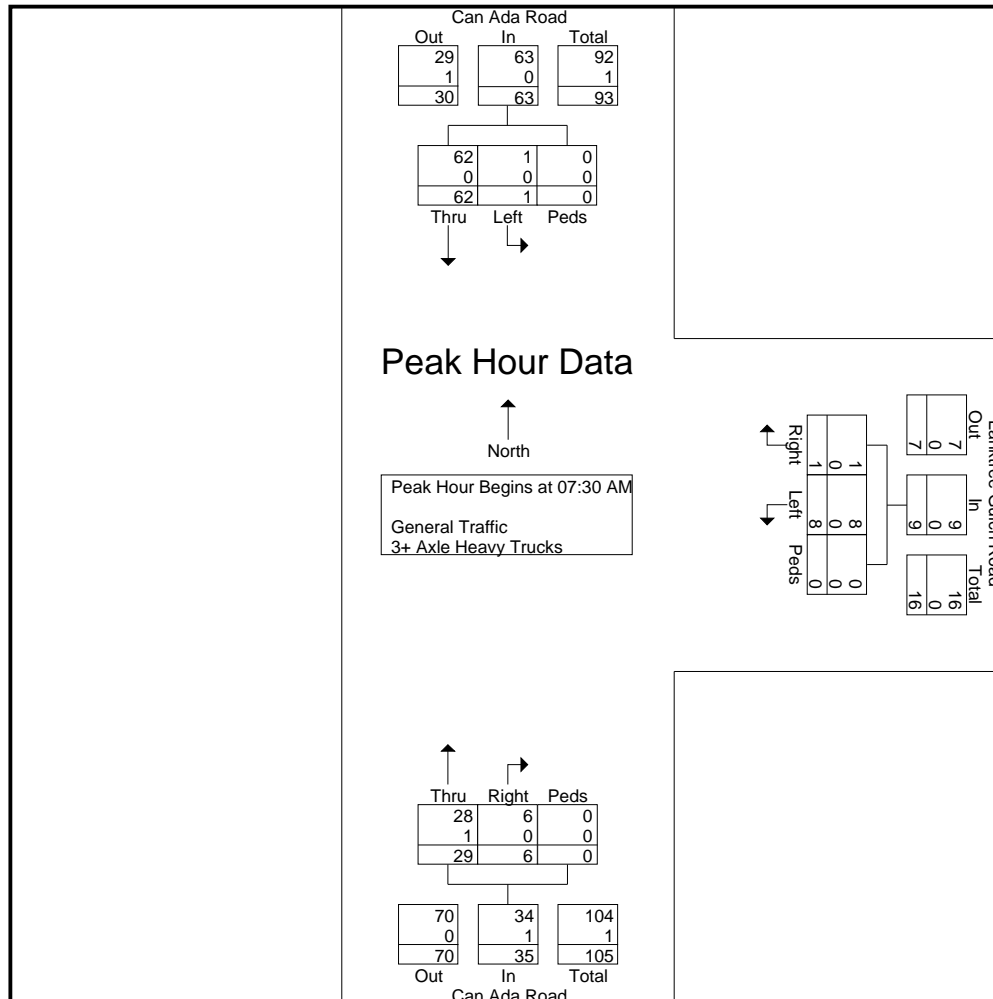 Can Ada Road
Out In Total
29 63 92
1 0 1
30 63 93
62 1 0
0 0 0
62 1 0
Thru Left Peds
Peak Hour Data
North
Peak Hour Begins at 07:30 AM
General Traffic
3+ Axle Heavy Trucks
Road
Out In Total
7 9 16
0 0 0
7 9 16
1 8 0
0 0 0
1 8 0
Right Left Peds
Thru Right Peds
28 6 0
1 0 0
29 6 0
70 34 104
0 1 1
70 35 105
Out In Total
Can Ada Road